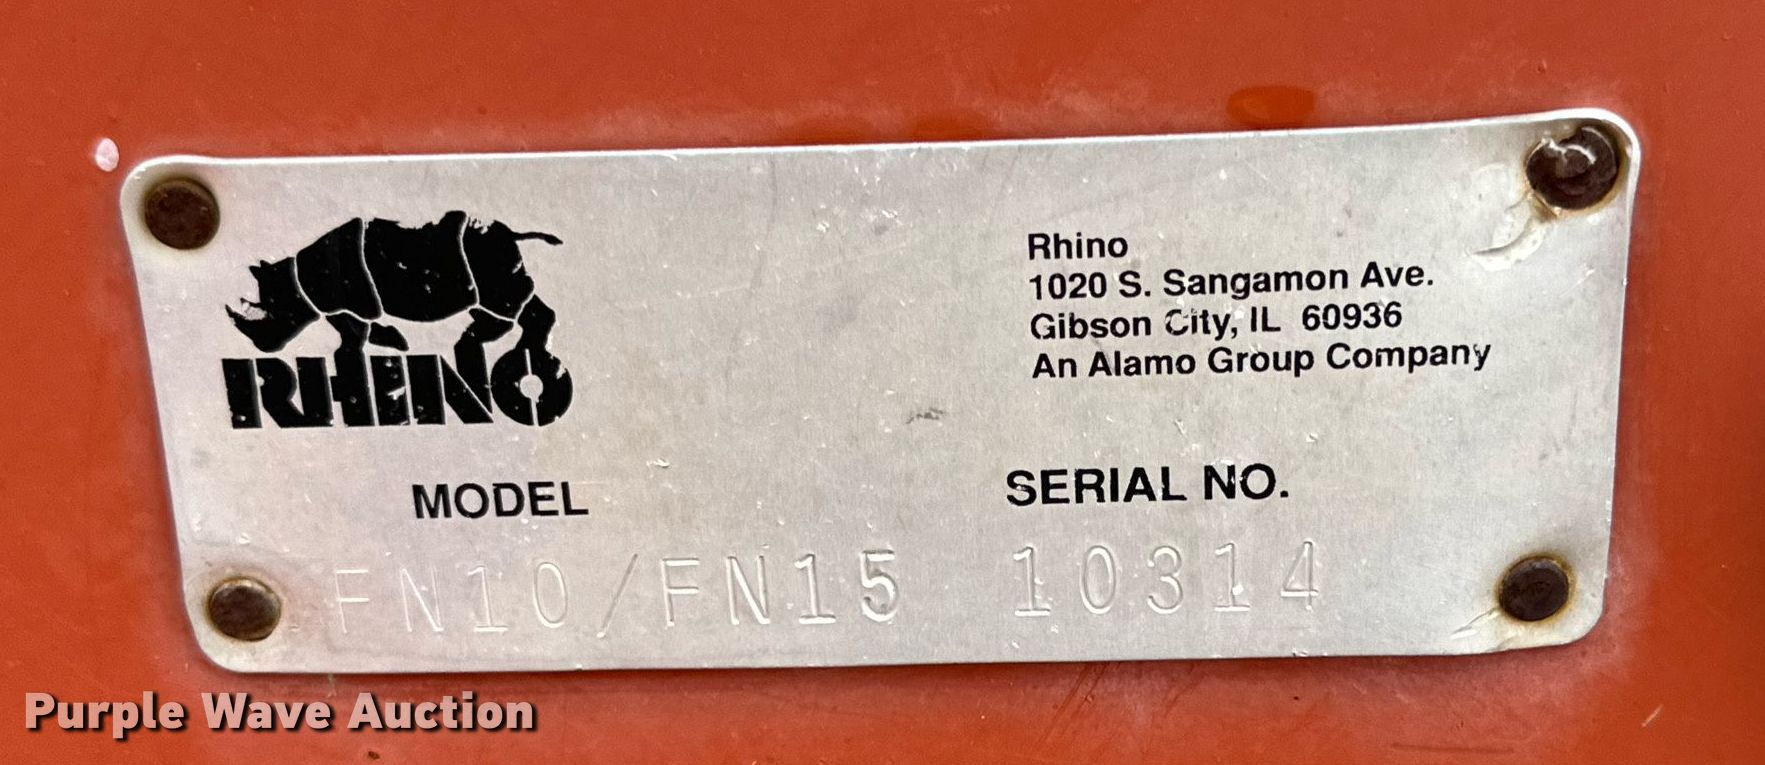 RHINO
Rhino
1020 S. Sangamon Ave.
Gibson City, IL 60936
An Alamo Group Company
MODEL
SERIAL NO.
FN10/FN15
10314
Purple Wave Auction